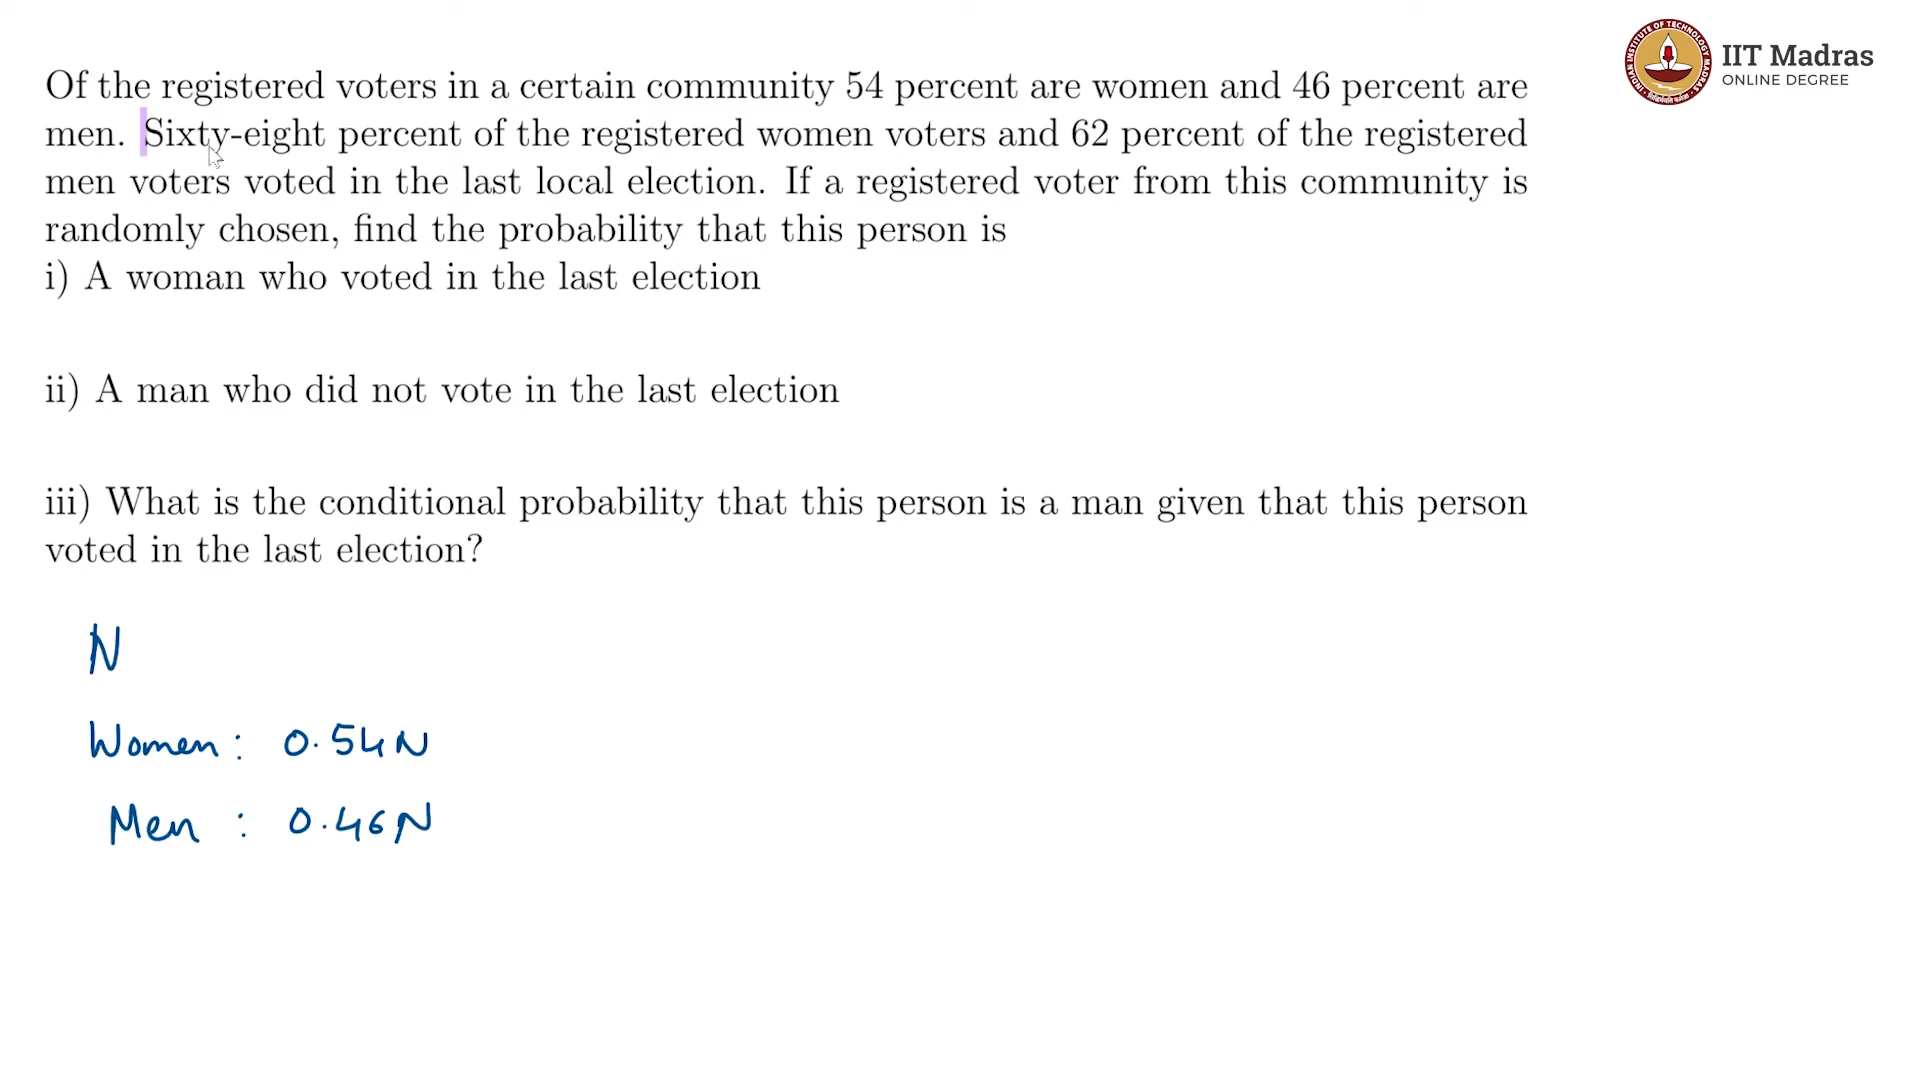 IIT Madras
ONLINE DEGREE
Of the registered voters in a certain community 54 percent are women and 46 percent are
men. Sixty-eight percent of the registered women voters and 62 percent of the registered
men voters voted in the last local election. If a registered voter from this community is
randomly chosen, find the probability that this person is
i) A woman who voted in the last election
ii) A man who did not vote in the last election
iii) What is the conditional probability that this person is a man given that this person
voted in the last election?
N
Women : 0.54N
Men : 0.46N